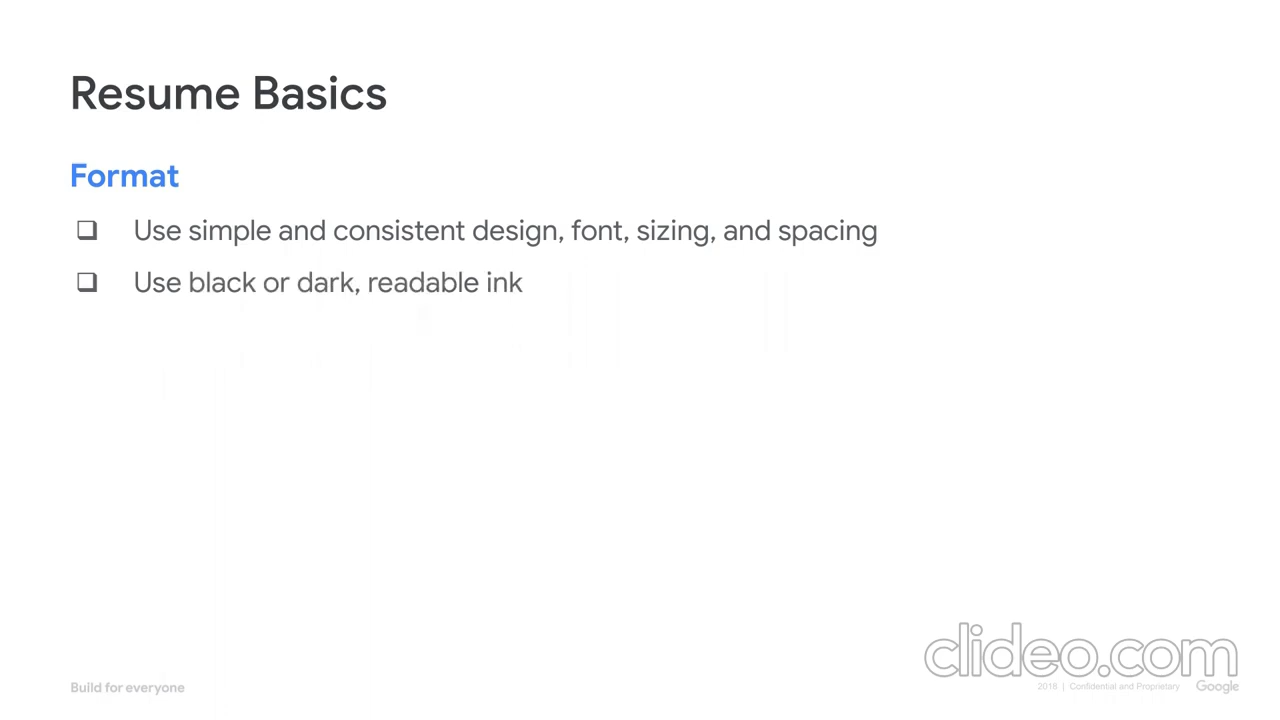 Resume Basics
Format
❏ Use simple and consistent design, font, sizing, and spacing
❏ Use black or dark, readable ink
clideo.com
Build for everyone
2018 | Confidential and Proprietary Google